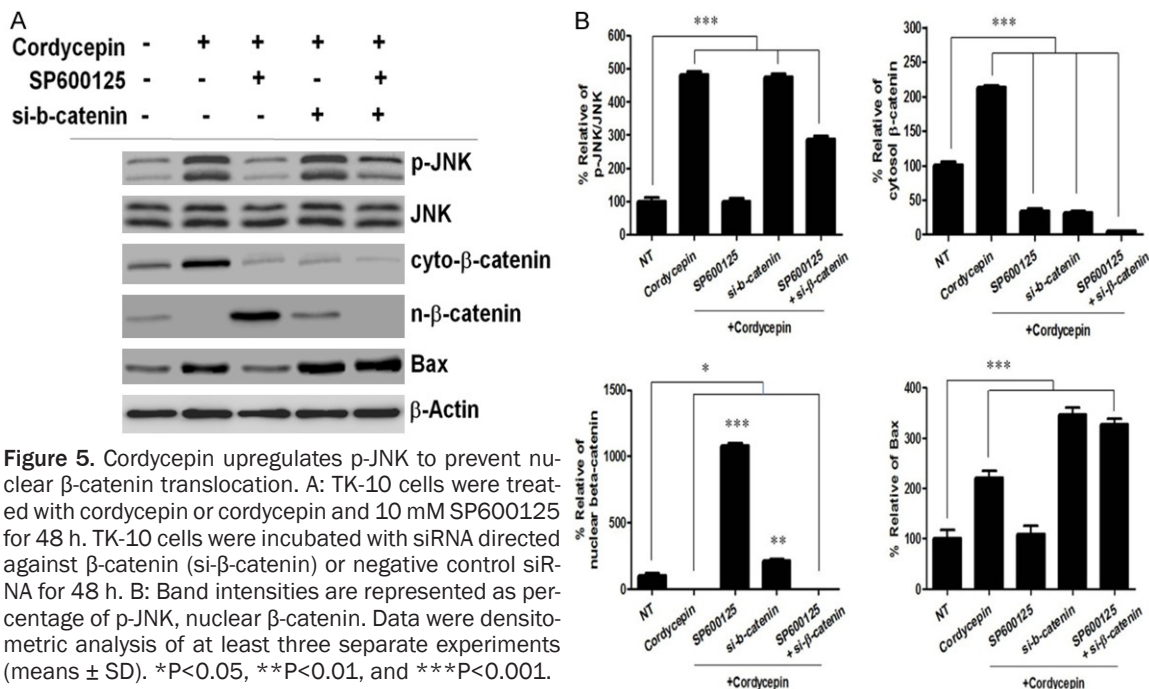 A
Cordycepin - + + + +
SP600125 - - + - +
si-b-catenin - - - + +
p-JNK
JNK
cyto-β-catenin
n-β-catenin
Bax
β-Actin
Figure 5. Cordycepin upregulates p-JNK to prevent nu-
clear β-catenin translocation. A: TK-10 cells were treat-
ed with cordycepin or cordycepin and 10 mM SP600125
for 48 h. TK-10 cells were incubated with siRNA directed
against β-catenin (si-β-catenin) or negative control siR-
NA for 48 h. B: Band intensities are represented as per-
centage of p-JNK, nuclear β-catenin. Data were densito-
metric analysis of at least three separate experiments
(means ± SD). *P<0.05, **P<0.01, and ***P<0.001.
B
***
% Relative of
p-JNK/JNK
600
500
400
300
200
100
0
NT
Cordycepin
SP600125
si-b-catenin
SP600125
+ si-β-catenin
+Cordycepin
***
% Relative of
cytosol β-catenin
300
250
200
150
100
50
0
NT
Cordycepin
SP600125
si-b-catenin
SP600125
+ si-β-catenin
+Cordycepin
*
***
**
% Relative of
nuclear beta-catenin
1500
1000
500
0
NT
Cordycepin
SP600125
si-b-catenin
SP600125
+ si-β-catenin
+Cordycepin
***
% Relative of Bax
400
300
200
100
0
NT
Cordycepin
SP600125
si-b-catenin
SP600125
+ si-β-catenin
+Cordycepin